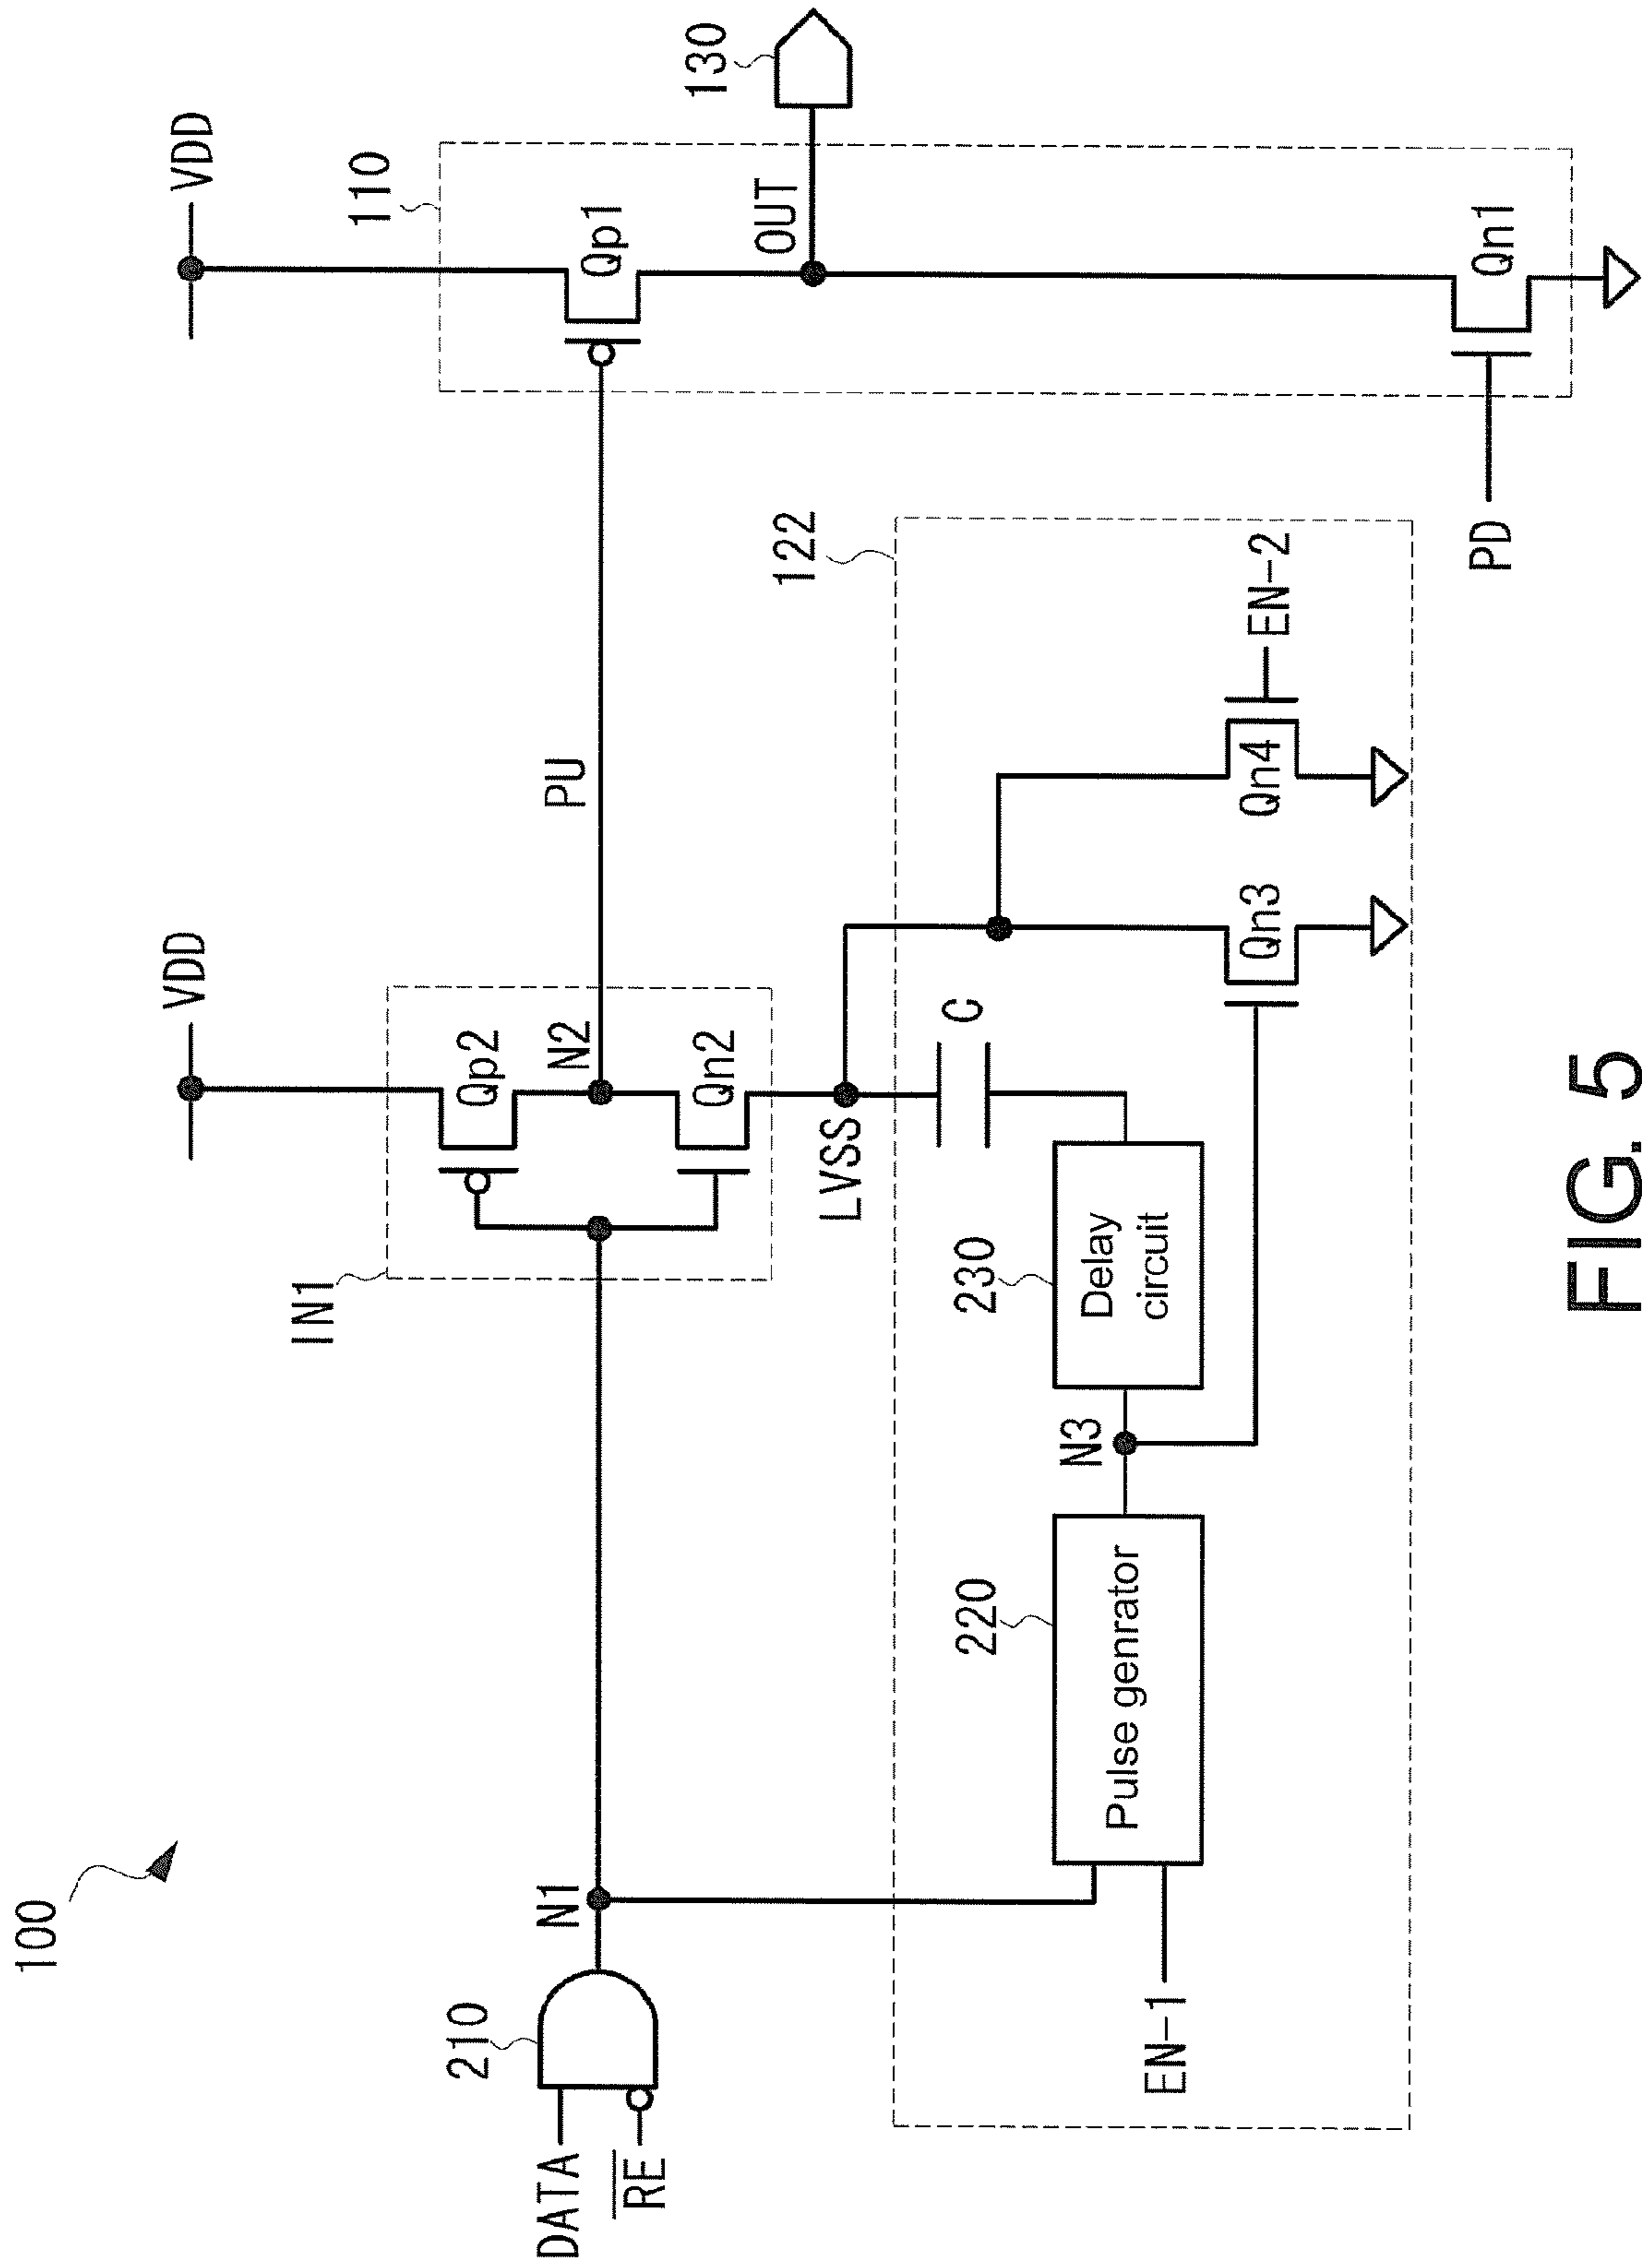 100
VDD
VDD
110
IN1
Qp2
Qp1
N2
PU
130
210
N1
DATA
RE
Qn2
OUT
LVSS
122
C
220
230
N3
Pulse genrator
Delay
circuit
Qn3
Qn4
EN-2
EN-1
PD
Qn1
FIG. 5